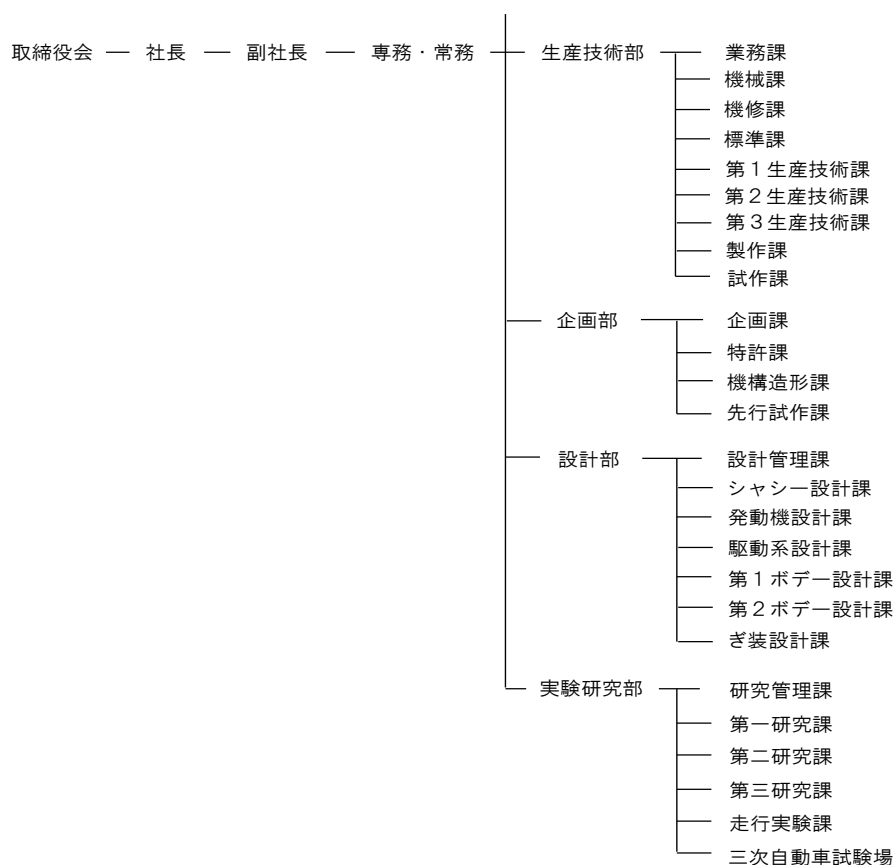 取締役会 社長 副社長 専務・常務 生産技術部 業務課
機械課
機修課
標準課
第１生産技術課
第２生産技術課
第３生産技術課
製作課
試作課
企画部 企画課
特許課
機構造形課
先行試作課
設計部 設計管理課
シャシー設計課
発動機設計課
駆動系設計課
第１ボデー設計課
第２ボデー設計課
ぎ装設計課
実験研究部 研究管理課
第一研究課
第二研究課
第三研究課
走行実験課
三次自動車試験場